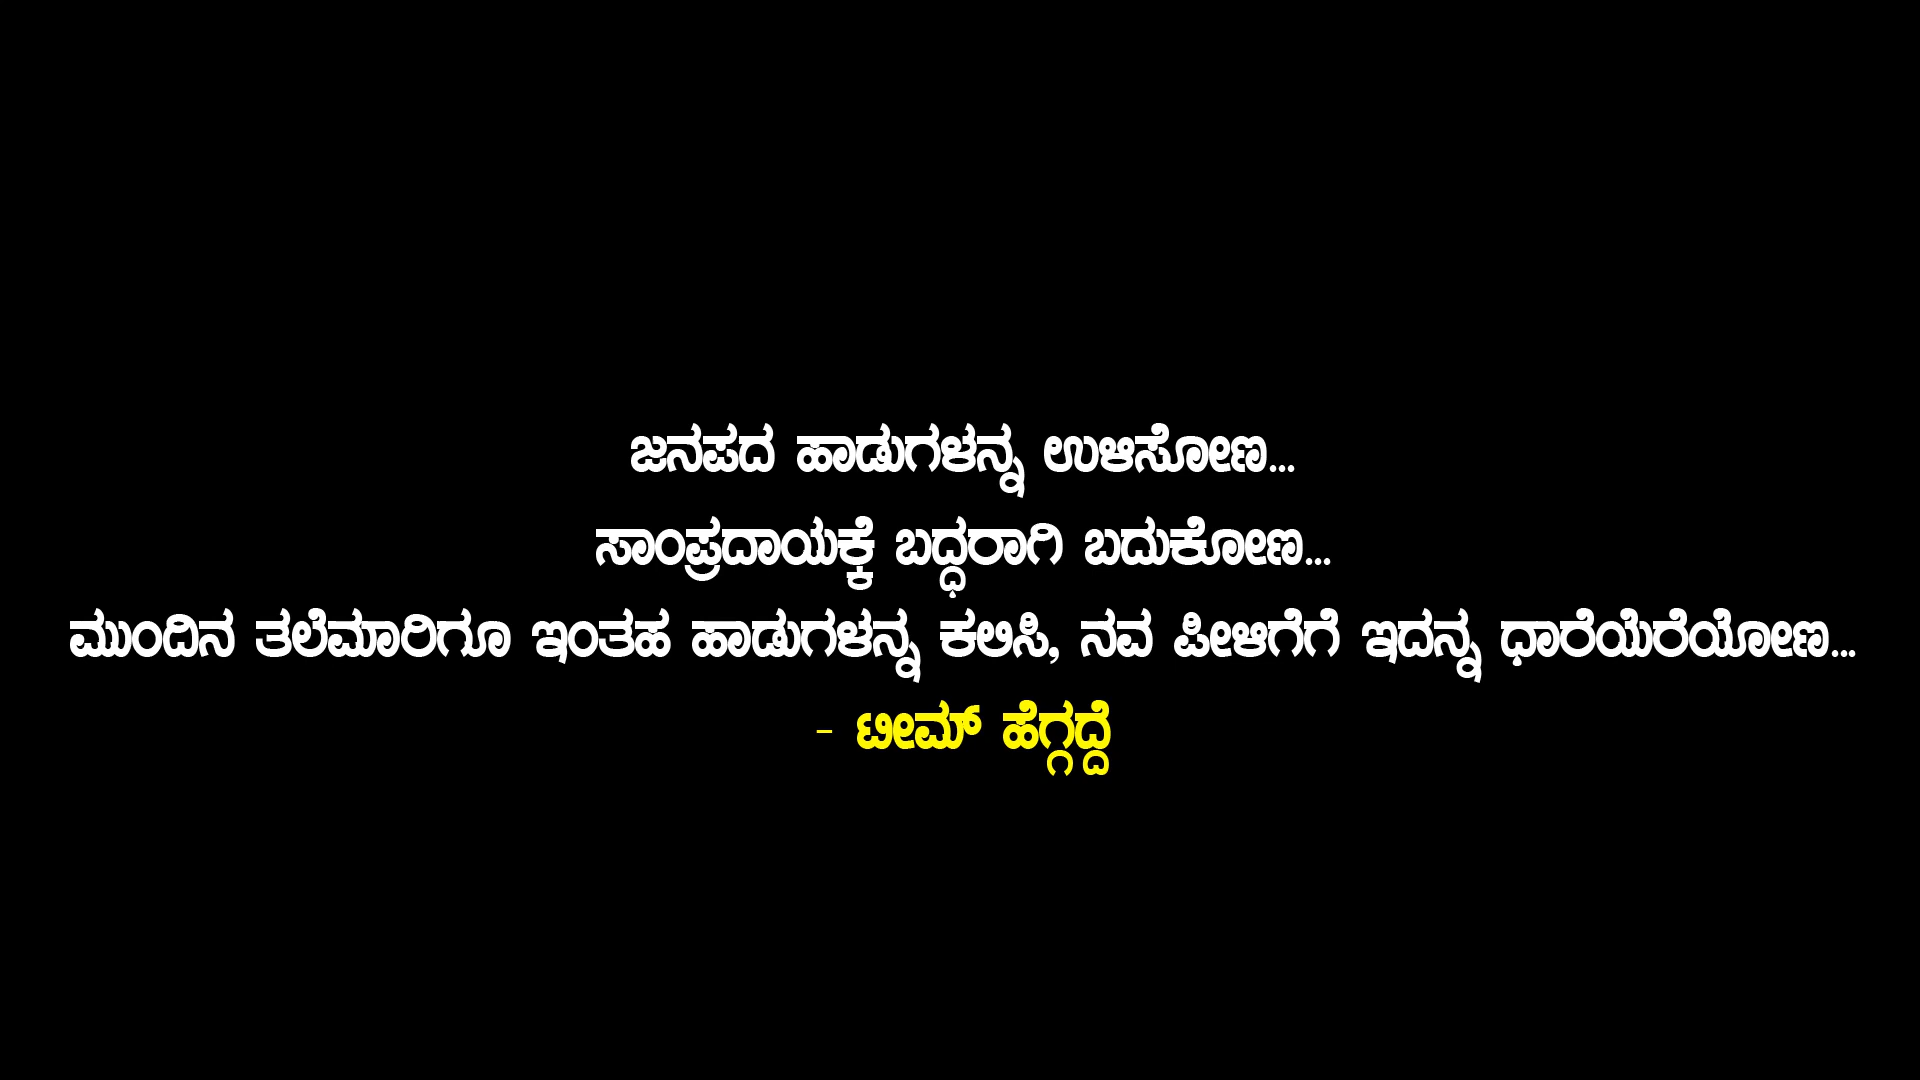 ಜನಪದ ಹಾಡುಗಳನ್ನ ಉಳಿಸೋಣ...
ಸಾಂಪ್ರದಾಯಕ್ಕೆ ಬದ್ಧರಾಗಿ ಬದುಕೋಣ...
ಮುಂದಿನ ತಲೆಮಾರಿಗೂ ಇಂತಹ ಹಾಡುಗಳನ್ನ ಕಲಿಸಿ, ನವ ಪೀಳಿಗೆಗೆ ಇದನ್ನ ಧಾರೆಯೆರೆಯೋಣ...
- ಟೀಮ್ ಹೆಗ್ಗದ್ದೆ